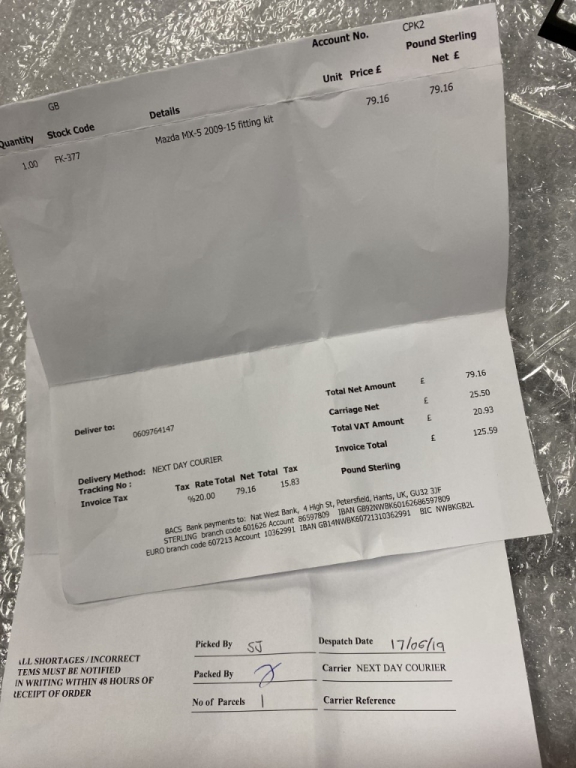 Account No. CPK2
Pound Sterling
GB
Quantity Stock Code Details Unit Price £ Net £
1.00 FK-377 Mazda MX-5 2009-15 fitting kit 79.16 79.16
Deliver to: 0609764147
Total Net Amount £ 79.16
Carriage Net £ 25.50
Total VAT Amount £ 20.93
Invoice Total £ 125.59
Pound Sterling
Delivery Method: NEXT DAY COURIER
Tracking No :
Invoice Tax Tax Rate Total Net Total Tax
%20.00 79.16 15.83
BACS Bank payments to: Nat West Bank, 4 High St, Petersfield, Hants, UK, GU32 3JF
STERLING branch code 601626 Account 86597809 IBAN GB92NWBK60162686597809
EURO branch code 607213 Account 10362991 IBAN GB14NWBK60721310362991 BIC NWBKGB2L
ALL SHORTAGES / INCORRECT
ITEMS MUST BE NOTIFIED
IN WRITING WITHIN 48 HOURS OF
RECEIPT OF ORDER
Picked By SJ Despatch Date 17/06/19
Packed By Carrier NEXT DAY COURIER
No of Parcels 1 Carrier Reference